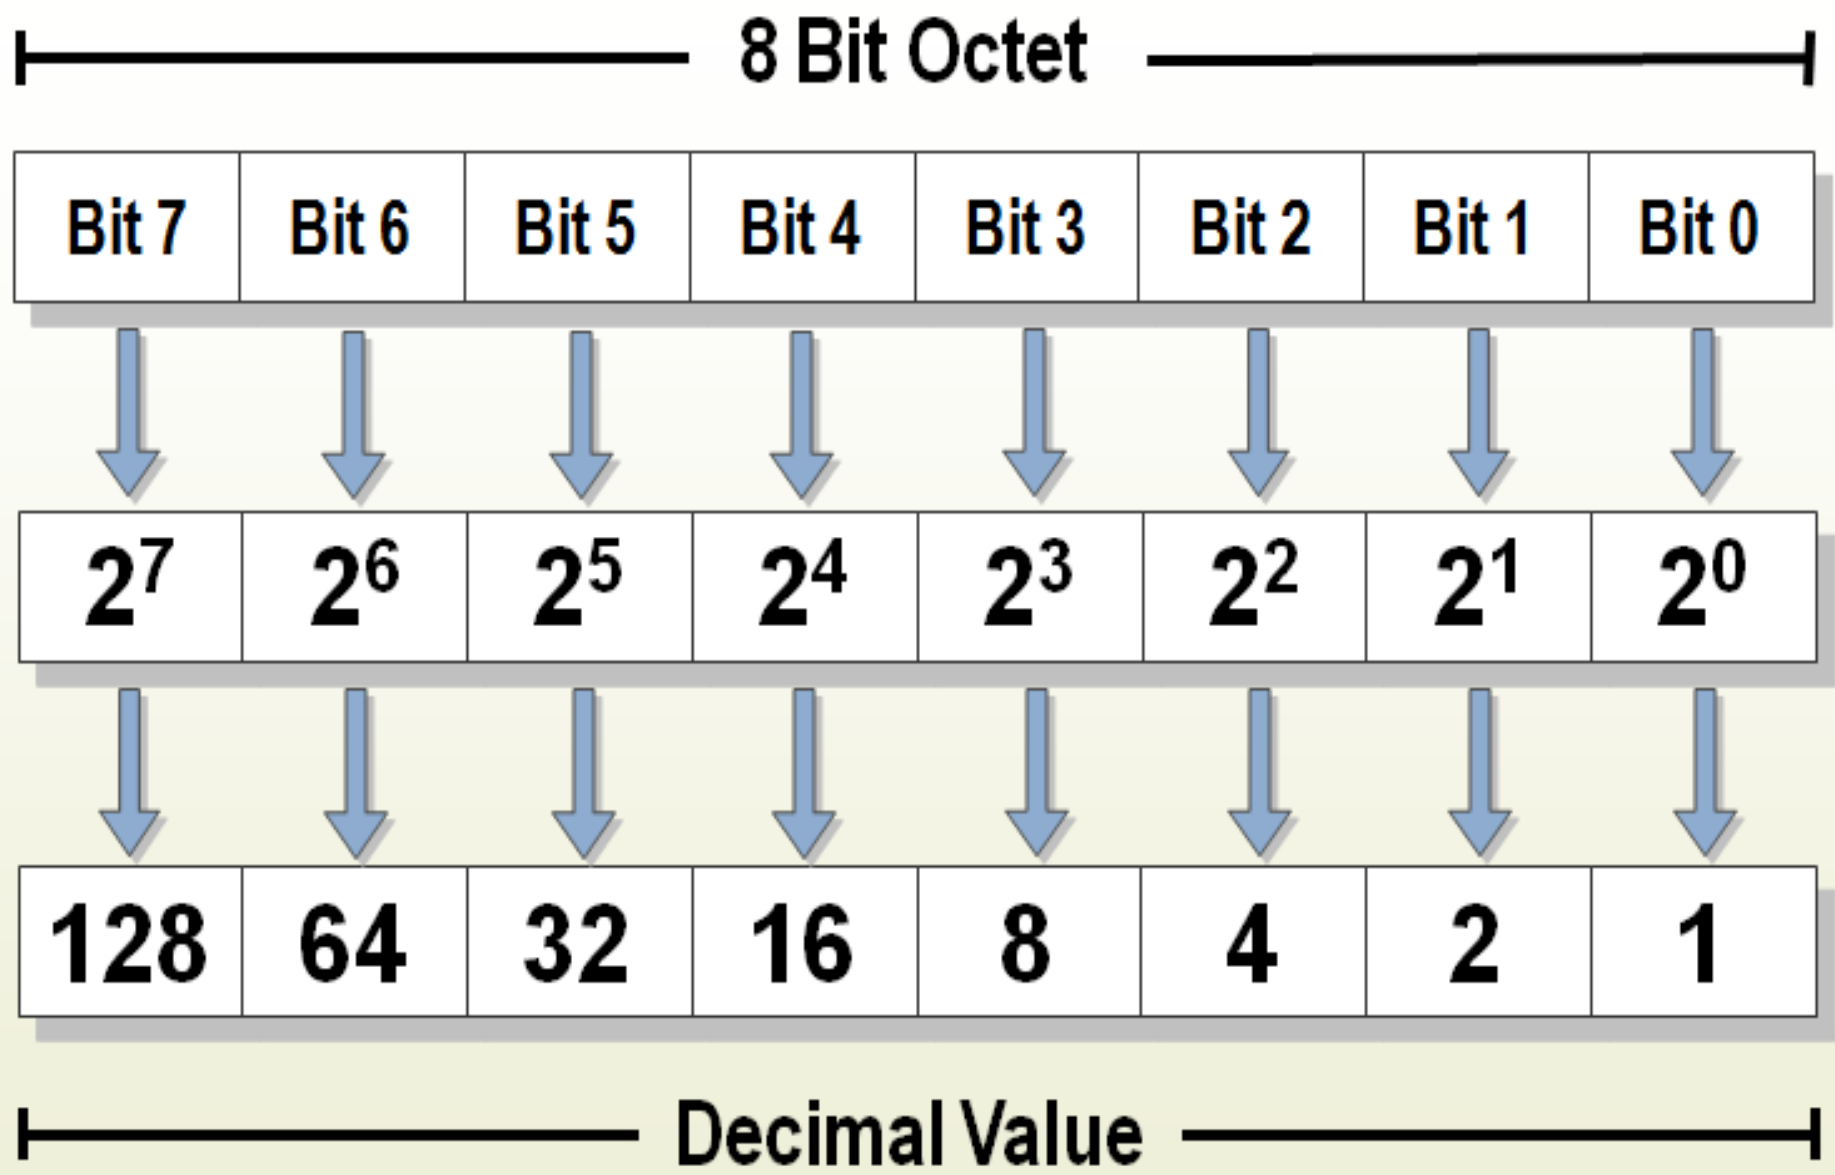 8 Bit Octet
Bit 7 Bit 6 Bit 5 Bit 4 Bit 3 Bit 2 Bit 1 Bit 0
2⁷ 2⁶ 2⁵ 2⁴ 2³ 2² 2¹ 2⁰
128 64 32 16 8 4 2 1
Decimal Value